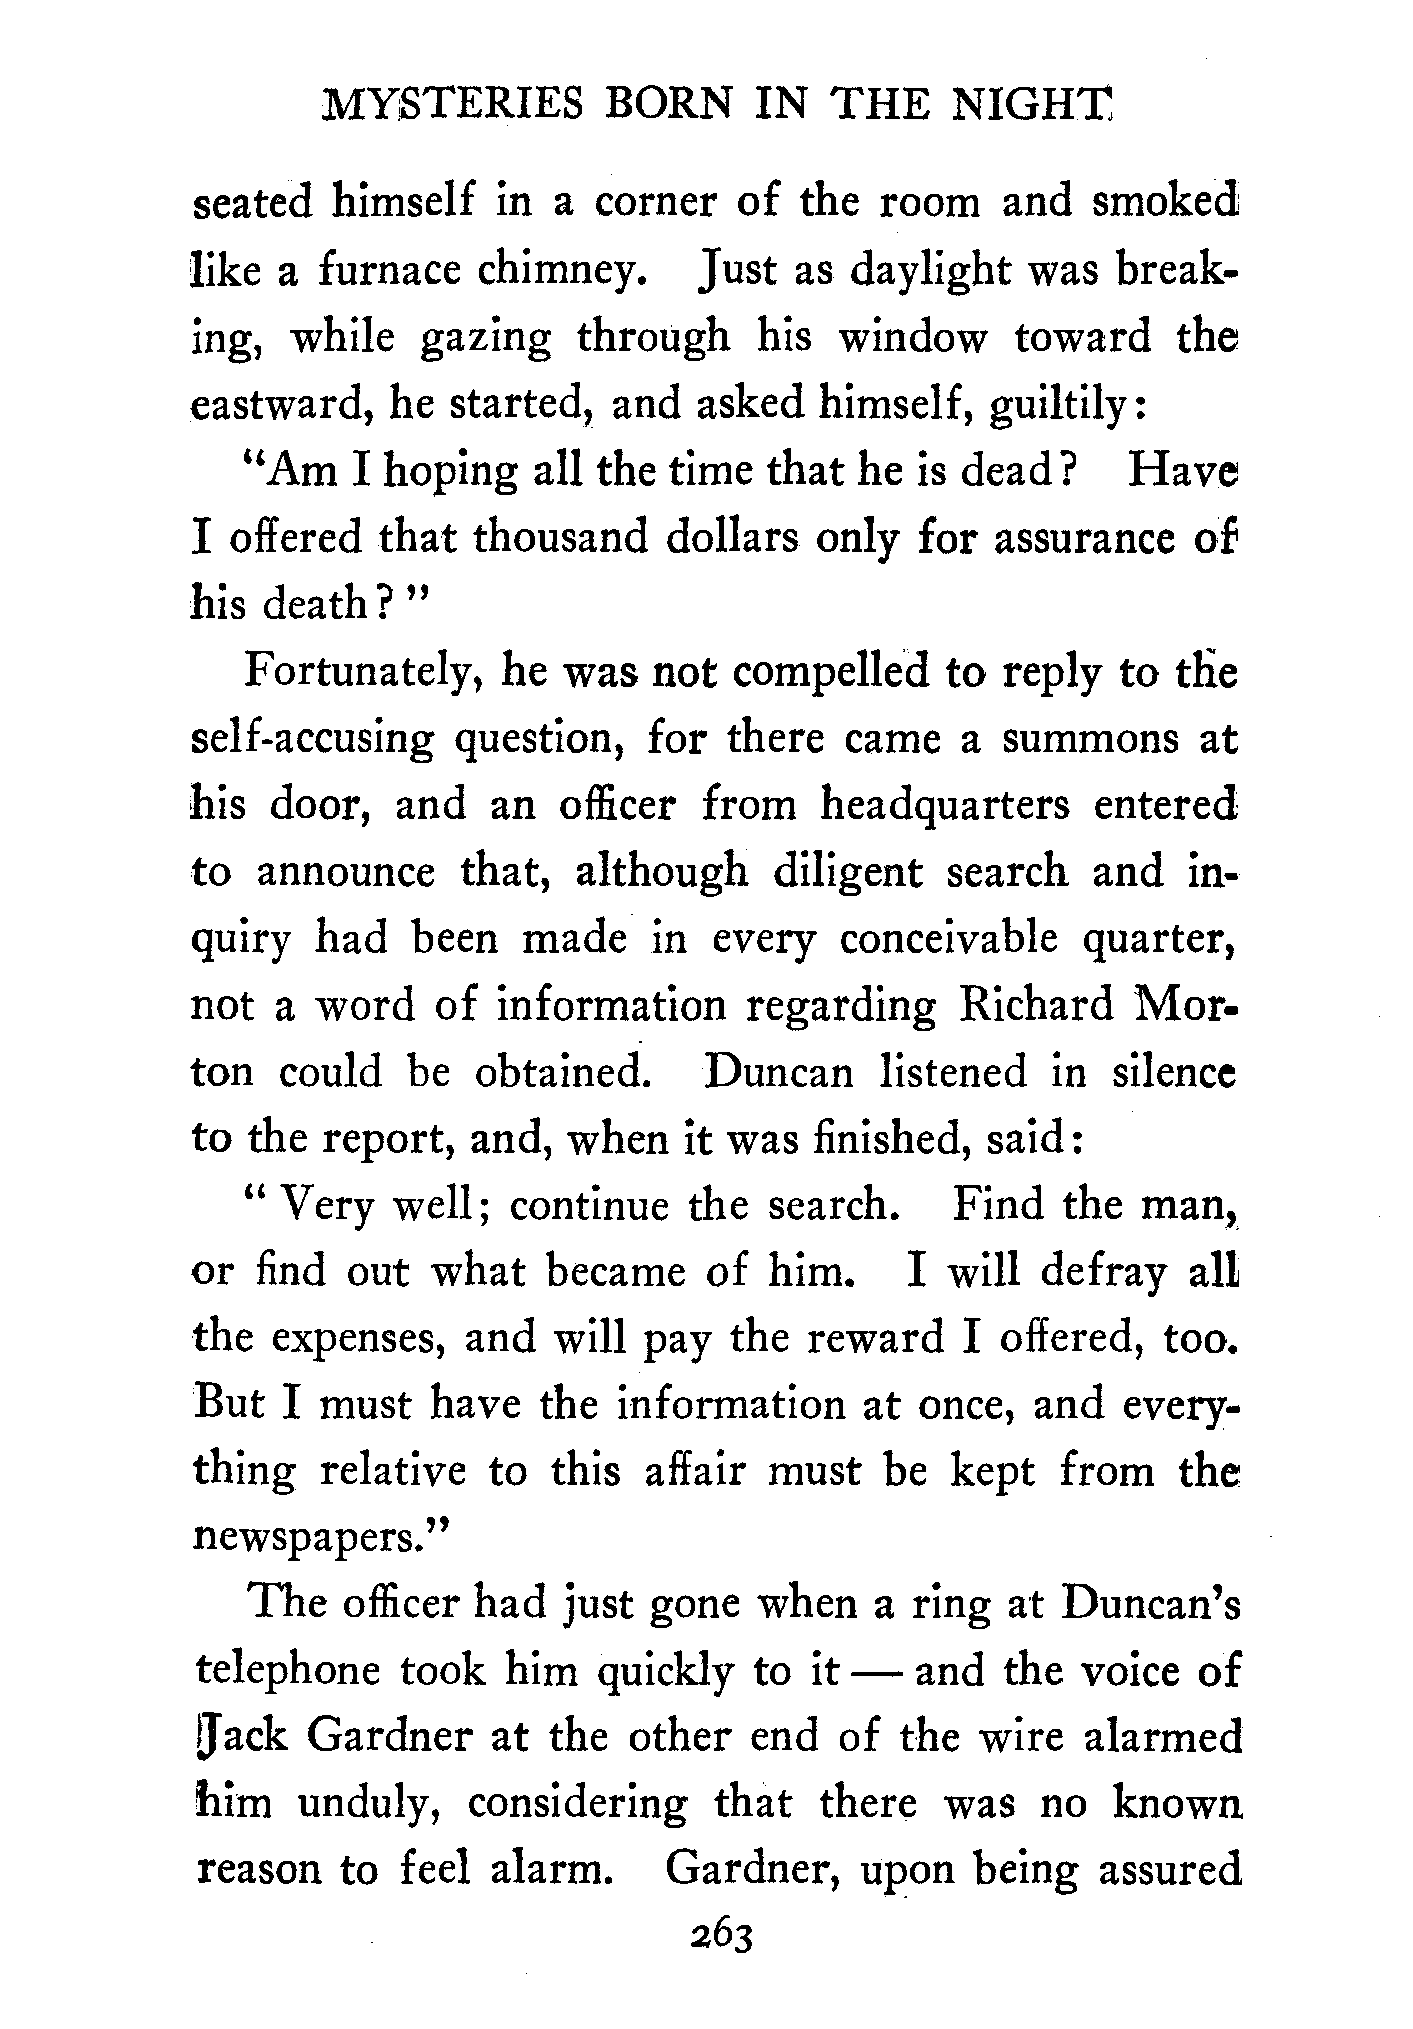 MYSTERIES BORN IN THE NIGHT
seated himself in a corner of the room and smoked
like a furnace chimney. Just as daylight was break-
ing, while gazing through his window toward the
eastward, he started, and asked himself, guiltily:
"Am I hoping all the time that he is dead? Have
I offered that thousand dollars only for assurance of
his death?"
Fortunately, he was not compelled to reply to the
self-accusing question, for there came a summons at
his door, and an officer from headquarters entered
to announce that, although diligent search and in-
quiry had been made in every conceivable quarter,
not a word of information regarding Richard Mor-
ton could be obtained. Duncan listened in silence
to the report, and, when it was finished, said:
"Very well; continue the search. Find the man,
or find out what became of him. I will defray all
the expenses, and will pay the reward I offered, too.
But I must have the information at once, and every-
thing relative to this affair must be kept from the
newspapers."
The officer had just gone when a ring at Duncan's
telephone took him quickly to it — and the voice of
Jack Gardner at the other end of the wire alarmed
him unduly, considering that there was no known
reason to feel alarm. Gardner, upon being assured
263